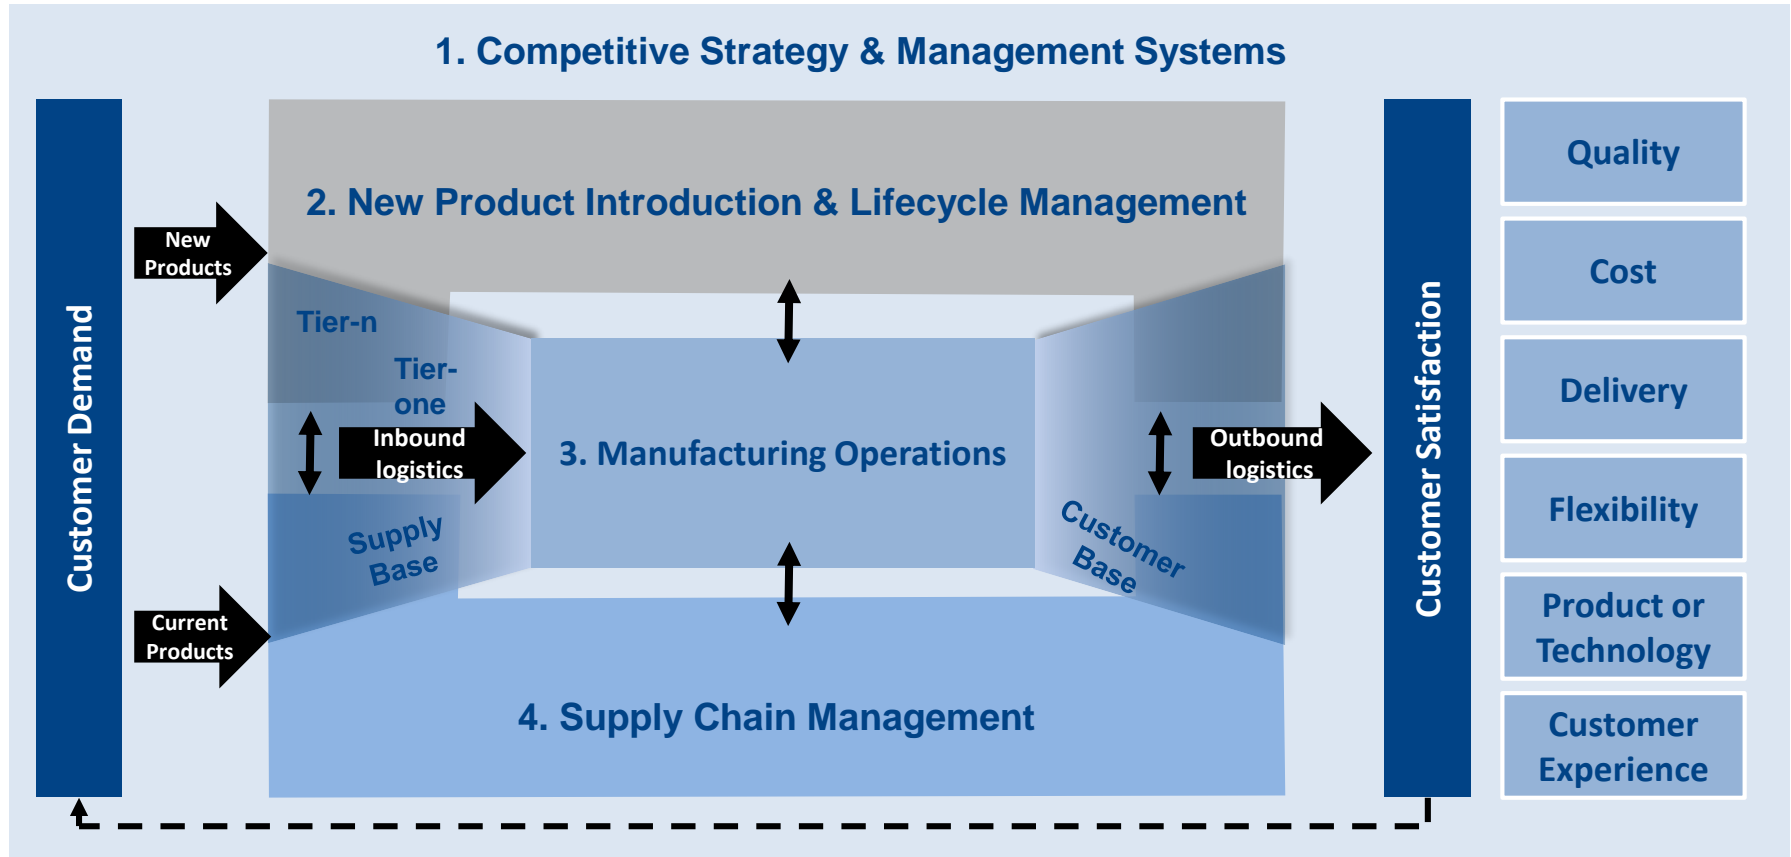 1. Competitive Strategy & Management Systems
Customer Demand
New
Products
Current
Products
2. New Product Introduction & Lifecycle Management
Tier-n
Tier-
one
Inbound
logistics
Supply
Base
3. Manufacturing Operations
Customer
Base
Outbound
logistics
4. Supply Chain Management
Customer Satisfaction
Quality
Cost
Delivery
Flexibility
Product or
Technology
Customer
Experience